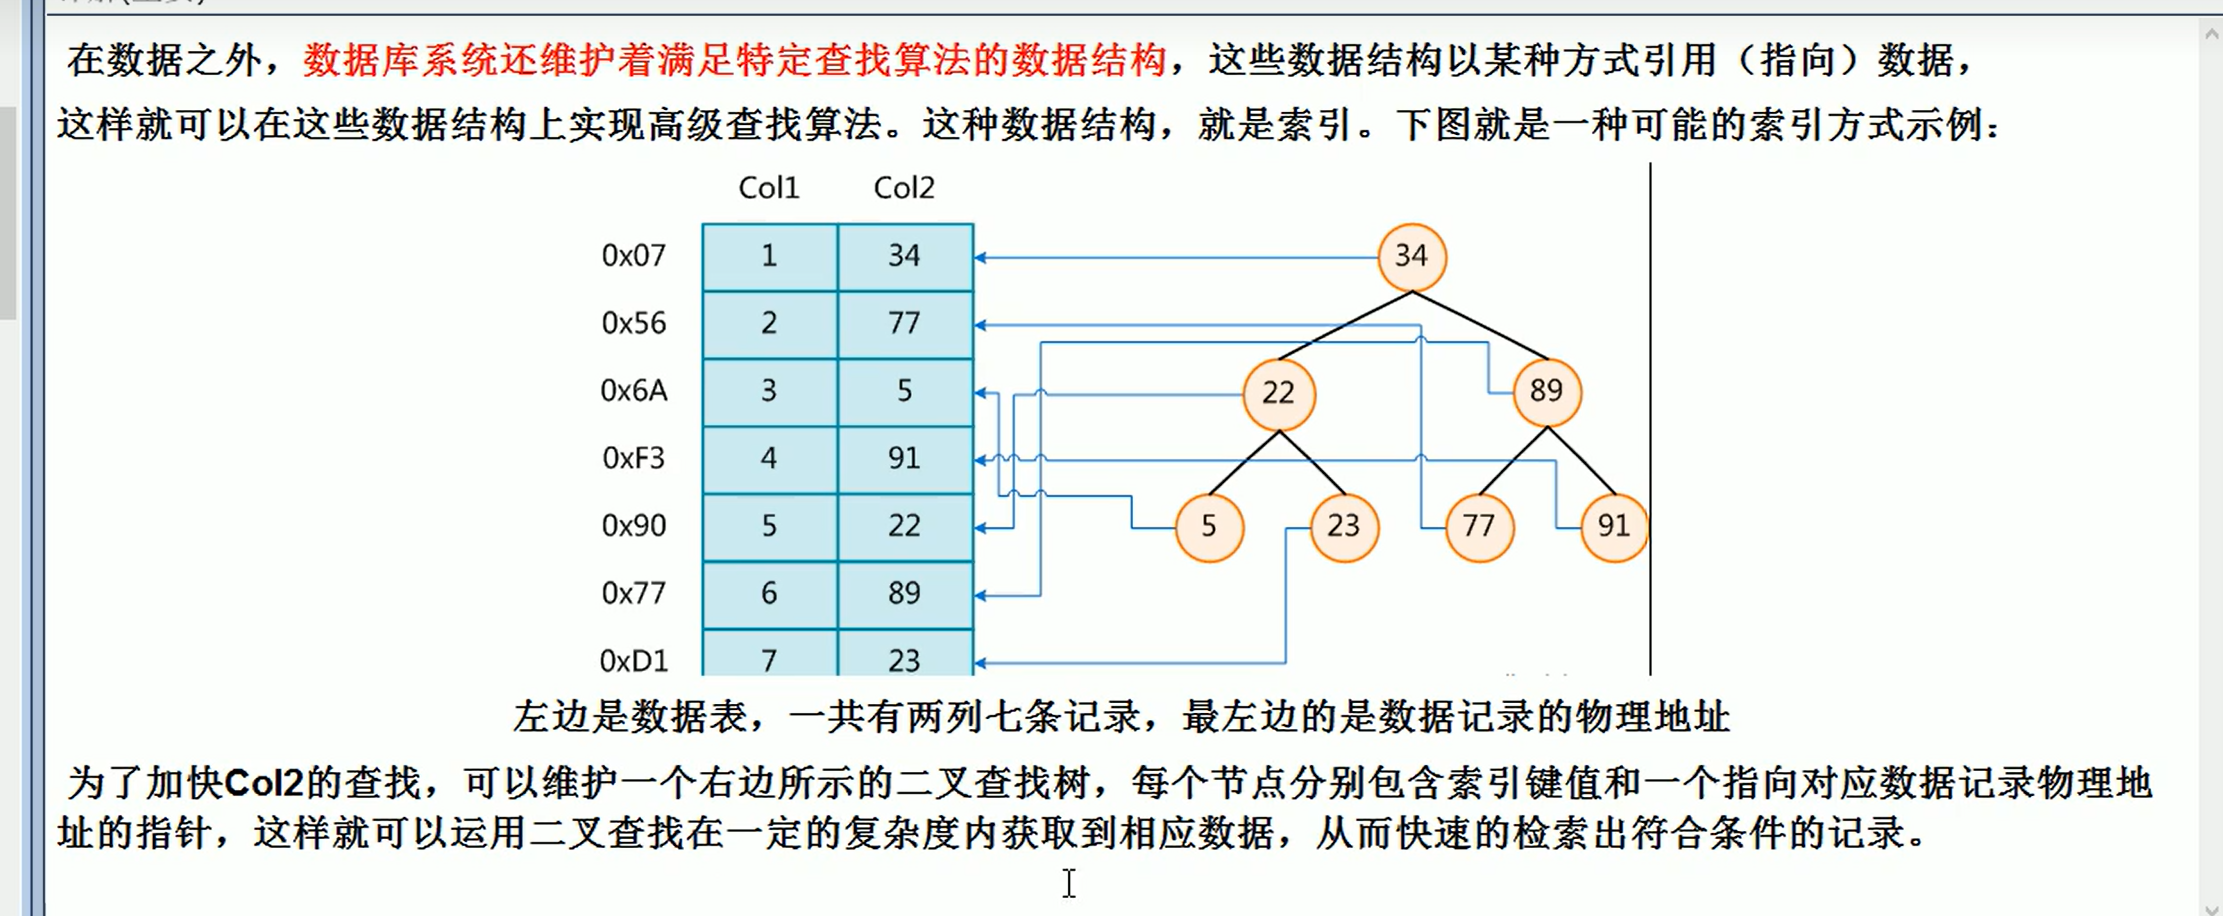 在数据之外，数据库系统还维护着满足特定查找算法的数据结构，这些数据结构以某种方式引用（指向）数据，
这样就可以在这些数据结构上实现高级查找算法。这种数据结构，就是索引。下图就是一种可能的索引方式示例：
Col1 Col2
0x07 1 34 34
0x56 2 77
0x6A 3 5 22 89
0xF3 4 91
0x90 5 22 5 23 77 91
0x77 6 89
0xD1 7 23
左边是数据表，一共有两列七条记录，最左边的是数据记录的物理地址
为了加快Col2的查找，可以维护一个右边所示的二叉查找树，每个节点分别包含索引键值和一个指向对应数据记录物理地
址的指针，这样就可以运用二叉查找在一定的复杂度内获取到相应数据，从而快速的检索出符合条件的记录。